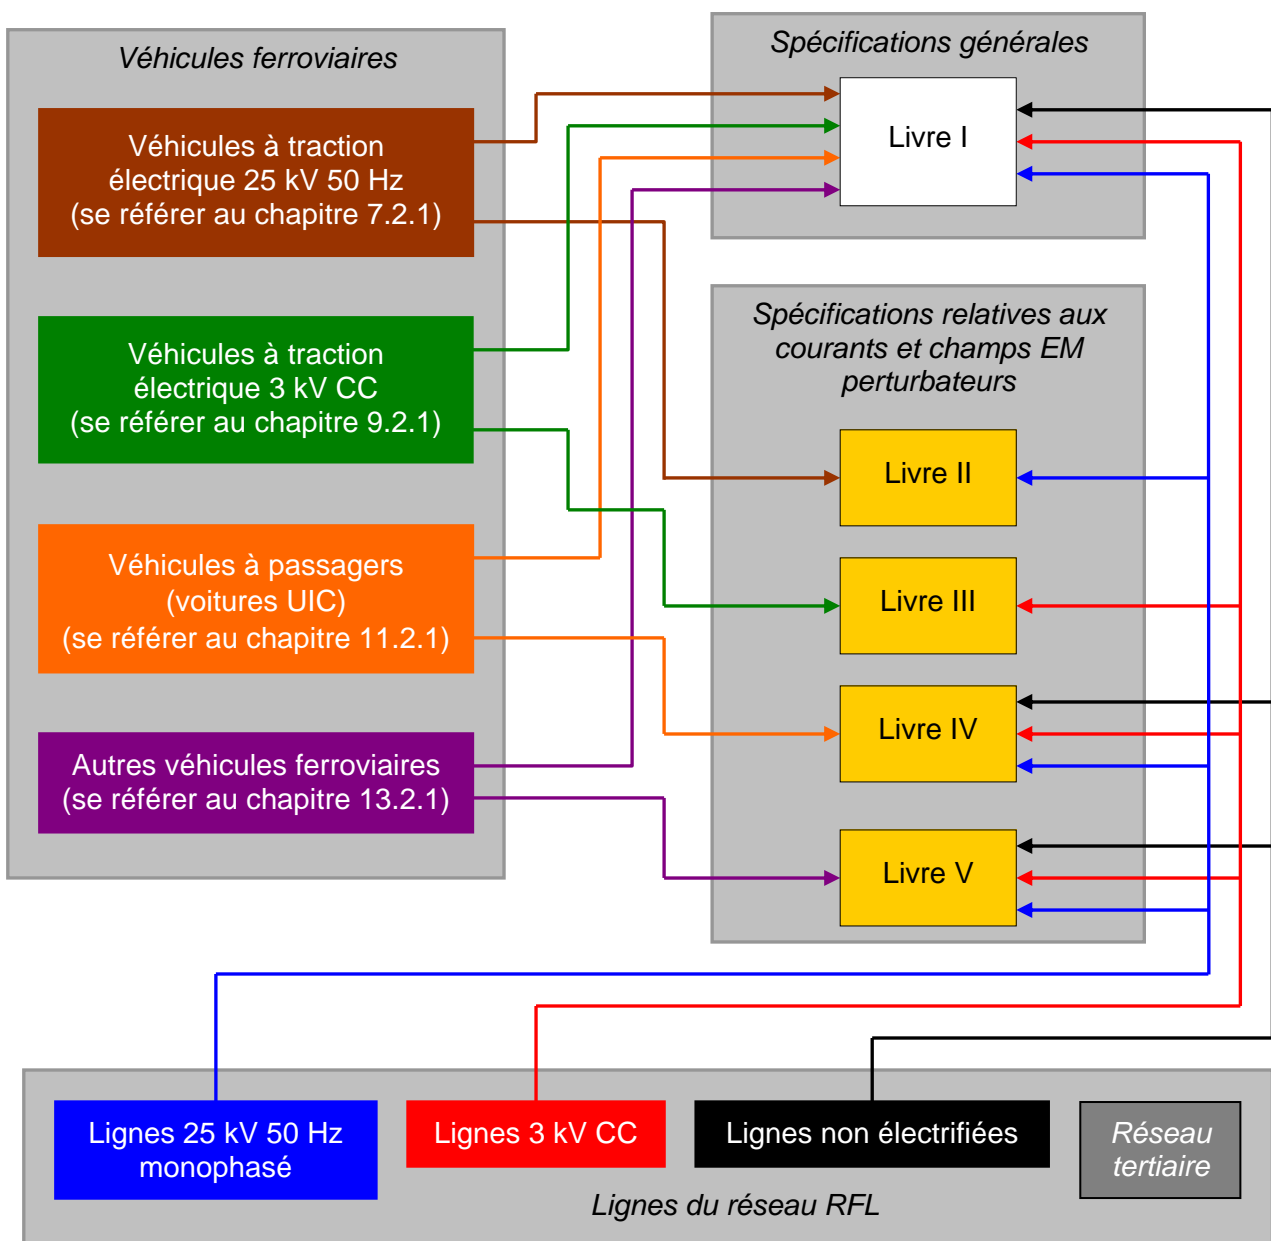 Véhicules ferroviaires
Véhicules à traction
électrique 25 kV 50 Hz
(se référer au chapitre 7.2.1)
Véhicules à traction
électrique 3 kV CC
(se référer au chapitre 9.2.1)
Véhicules à passagers
(voitures UIC)
(se référer au chapitre 11.2.1)
Autres véhicules ferroviaires
(se référer au chapitre 13.2.1)
Spécifications générales
Livre I
Spécifications relatives aux
courants et champs EM
perturbateurs
Livre II
Livre III
Livre IV
Livre V
Lignes 25 kV 50 Hz
monophasé
Lignes 3 kV CC
Lignes non électrifiées
Réseau
tertiaire
Lignes du réseau RFL